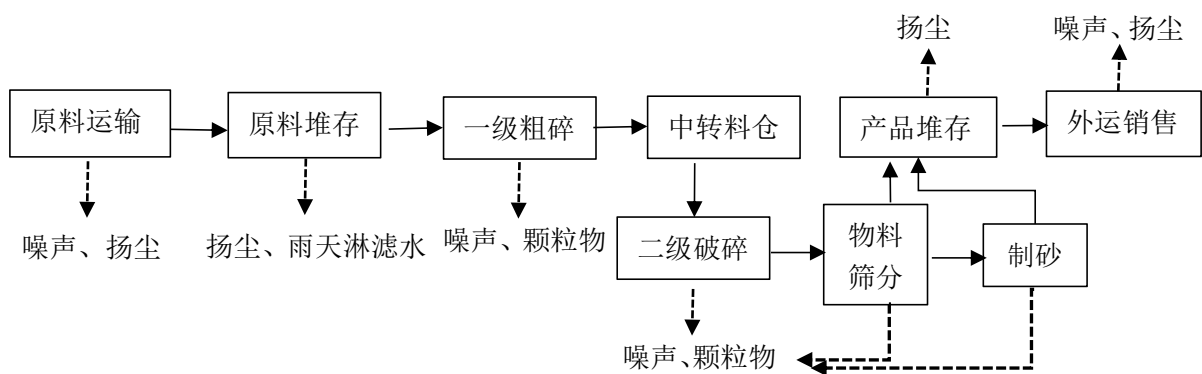 扬尘
噪声、扬尘
原料运输
原料堆存
一级粗碎
中转料仓
产品堆存
外运销售
噪声、扬尘
扬尘、雨天淋滤水
噪声、颗粒物
二级破碎
物料
筛分
制砂
噪声、颗粒物